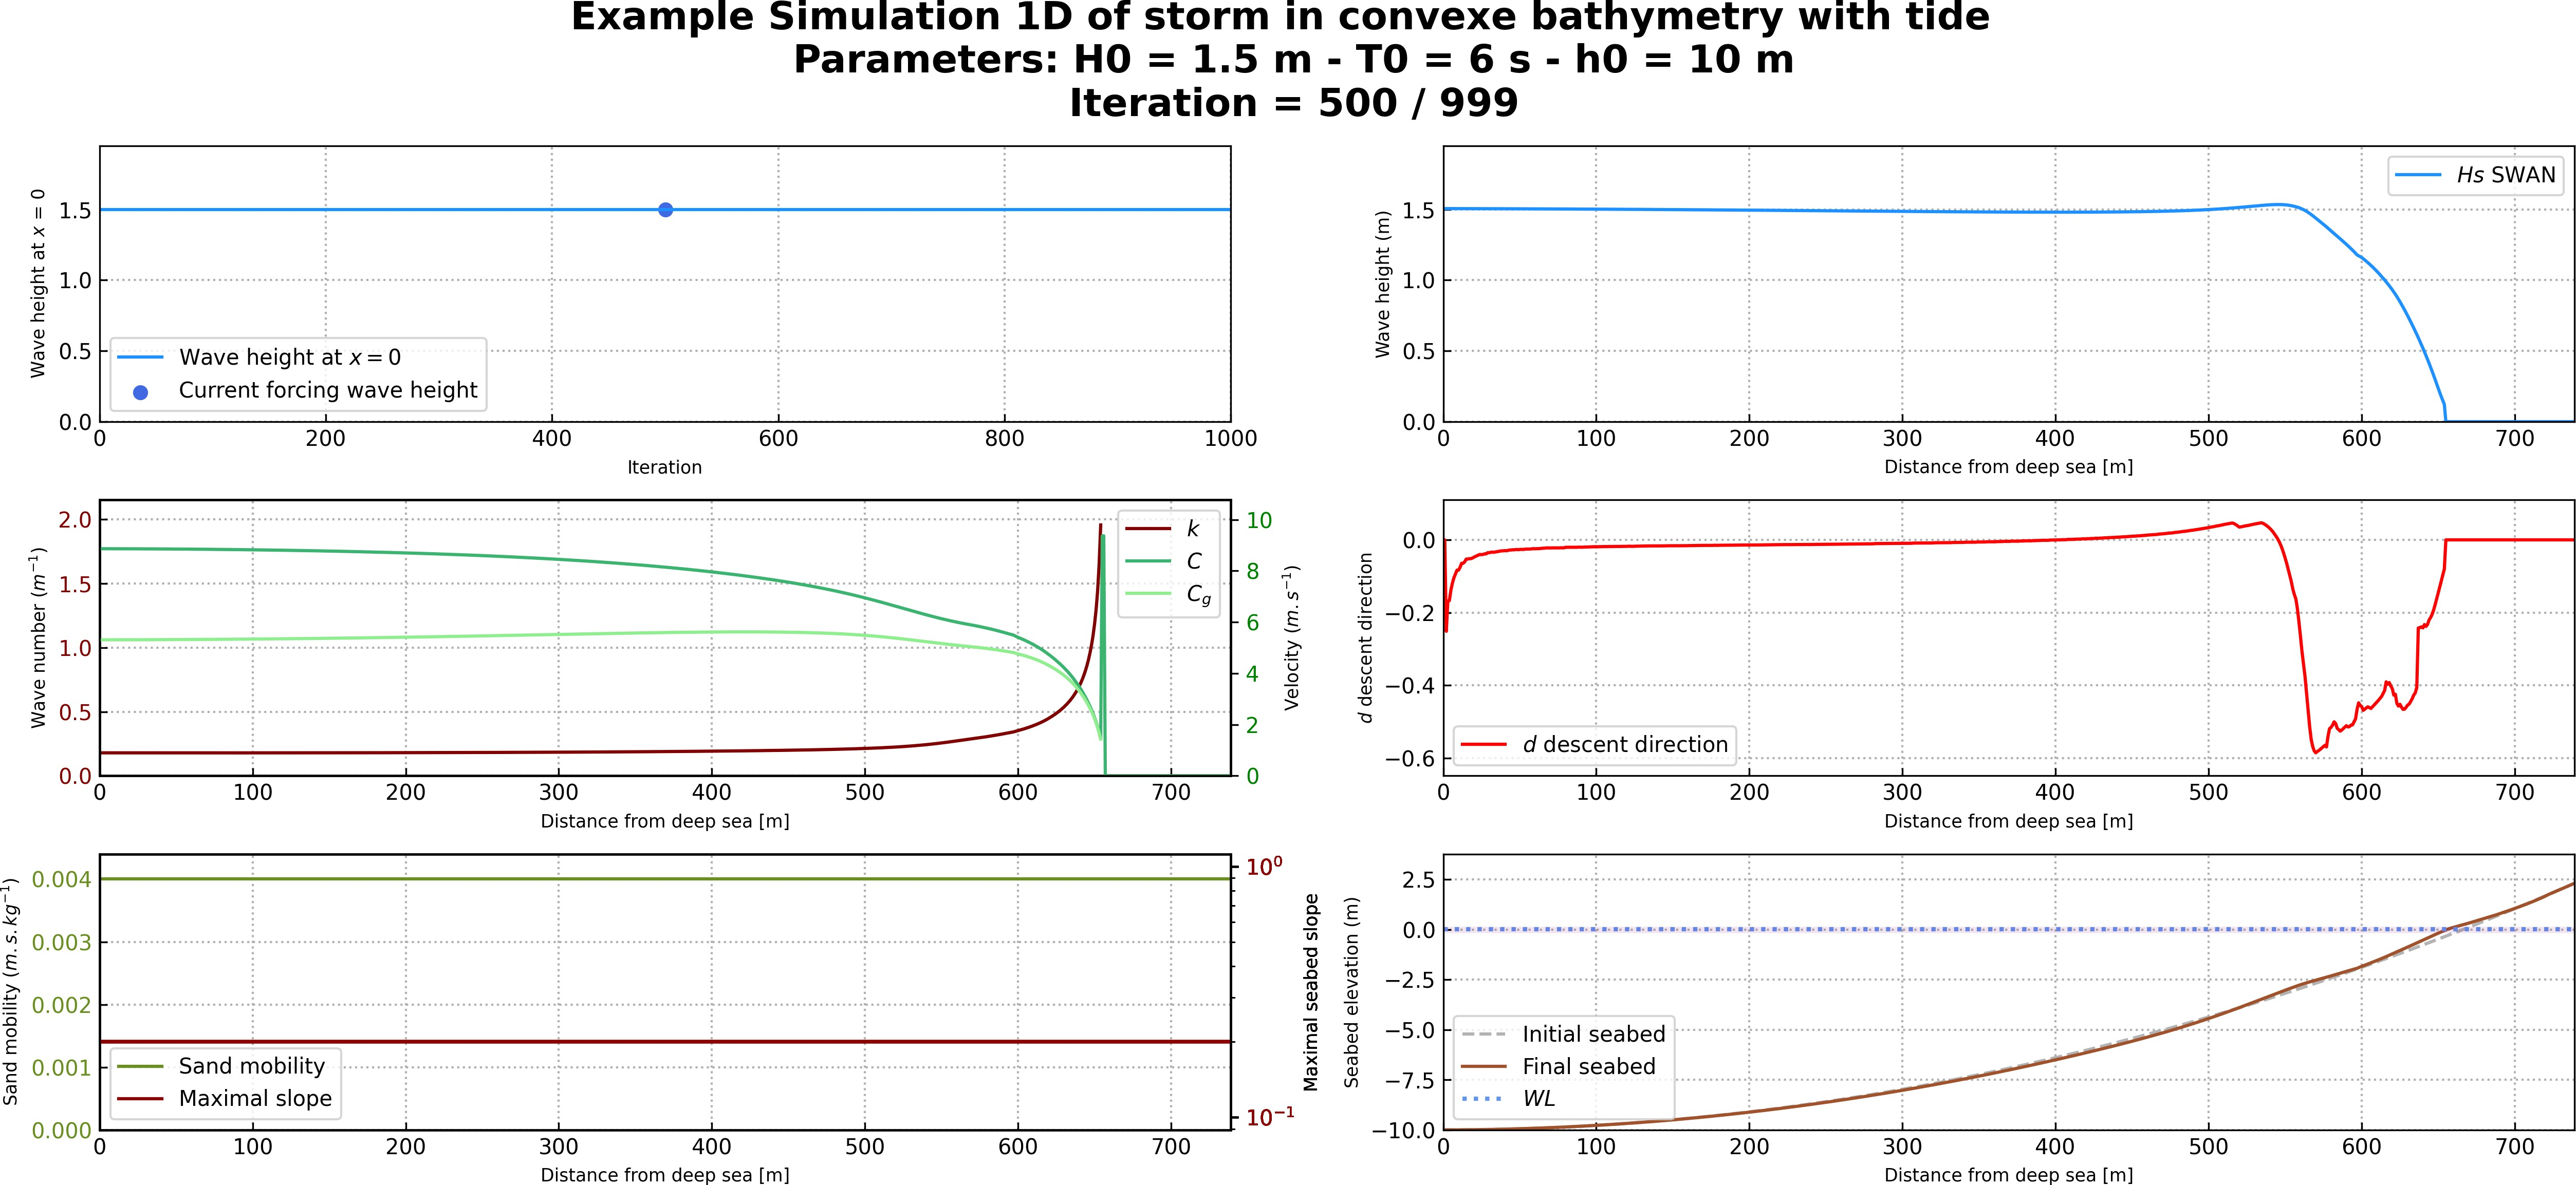 Example Simulation 1D of storm in convexe bathymetry with tide
Parameters: H0 = 1.5 m - T0 = 6 s - h0 = 10 m
Iteration = 500 / 999
Wave height at x = 0
1.5
1.0
0.5
0.0
Wave height at x = 0
Current forcing wave height
0 200 400 600 800 1000
Iteration
Wave height (m)
1.5
1.0
0.5
0.0
Hs SWAN
0 100 200 300 400 500 600 700
Distance from deep sea [m]
Wave number (m⁻¹)
2.0
1.5
1.0
0.5
0.0
k
C
C_g
10
8
6
4
2
0
Velocity (m.s⁻¹)
0 100 200 300 400 500 600 700
Distance from deep sea [m]
d descent direction
0.0
−0.2
−0.4
−0.6
d descent direction
0 100 200 300 400 500 600 700
Distance from deep sea [m]
Sand mobility (m.s.kg⁻¹)
0.004
0.003
0.002
0.001
0.000
Sand mobility
Maximal slope
10⁰
10⁻¹
Maximal seabed slope
0 100 200 300 400 500 600 700
Distance from deep sea [m]
Seabed elevation (m)
2.5
0.0
−2.5
−5.0
−7.5
−10.0
Initial seabed
Final seabed
WL
0 100 200 300 400 500 600 700
Distance from deep sea [m]